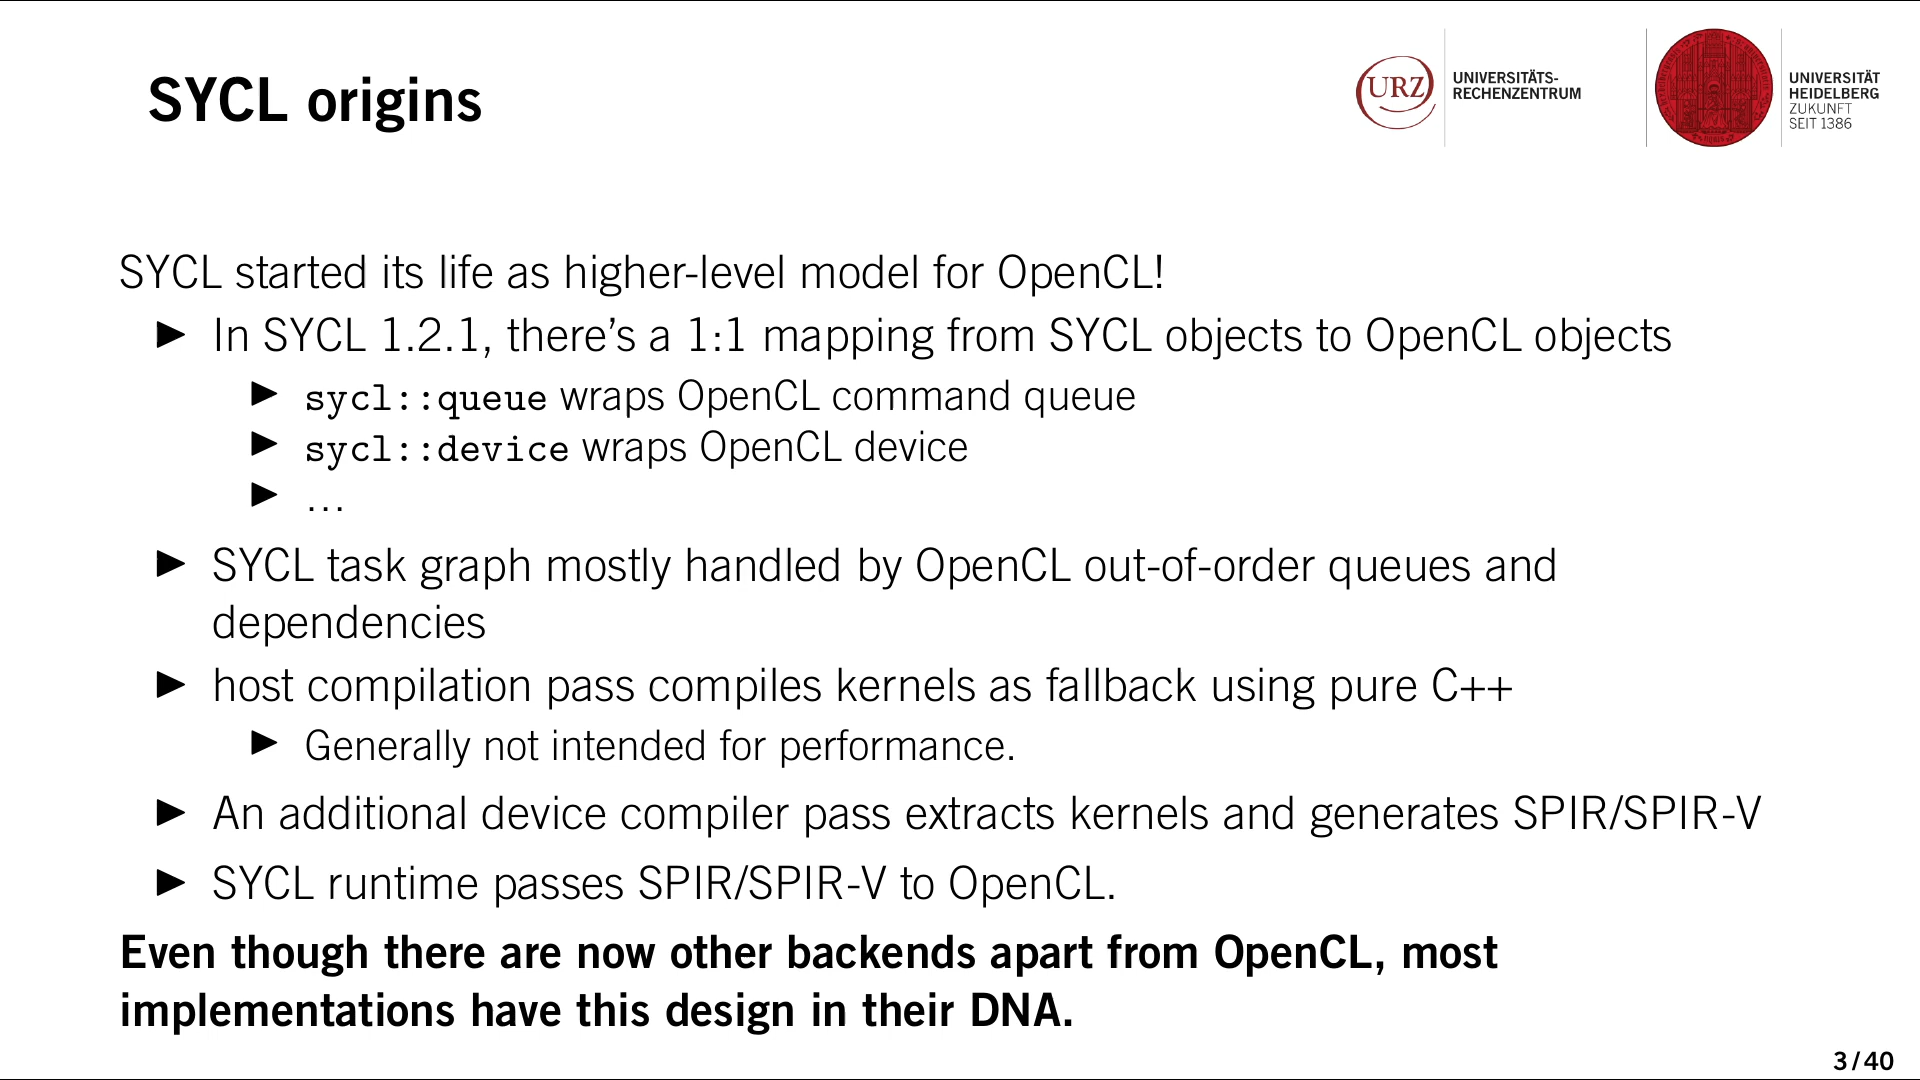 SYCL origins
URZ
UNIVERSITÄTS-
RECHENZENTRUM
UNIVERSITÄT
HEIDELBERG
ZUKUNFT
SEIT 1386
SYCL started its life as higher-level model for OpenCL!
▶ In SYCL 1.2.1, there’s a 1:1 mapping from SYCL objects to OpenCL objects
▶ sycl::queue wraps OpenCL command queue
▶ sycl::device wraps OpenCL device
▶ ...
▶ SYCL task graph mostly handled by OpenCL out-of-order queues and
dependencies
▶ host compilation pass compiles kernels as fallback using pure C++
▶ Generally not intended for performance.
▶ An additional device compiler pass extracts kernels and generates SPIR/SPIR-V
▶ SYCL runtime passes SPIR/SPIR-V to OpenCL.
Even though there are now other backends apart from OpenCL, most
implementations have this design in their DNA.
3 / 40